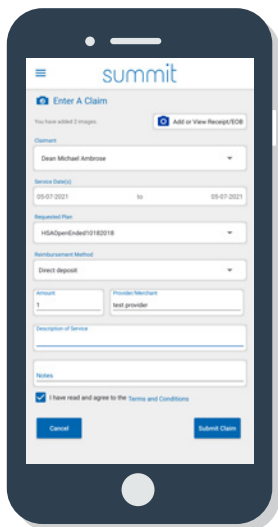 summit
Enter A Claim
You have added 2 images.
Add or View Receipt/EOB
Claimant
Dean Michael Ambrose
Service Date(s)
05-07-2021 to 05-07-2021
Requested Plan
HSAOpenEnded10182018
Reimbursement Method
Direct deposit
Amount Provider/Merchant
1 test provider
Description of Service
Notes
I have read and agree to the Terms and Conditions
Cancel Submit Claim